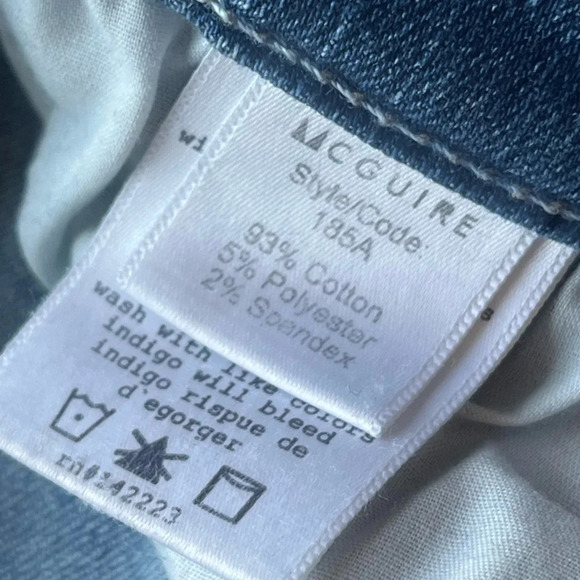 MCGUIRE
Style/Code:
185A
93% Cotton
5% Polyester
2% Spandex
wash with like colors
indigo will bleed
indigo rispue de
d'egorger
rn#342223